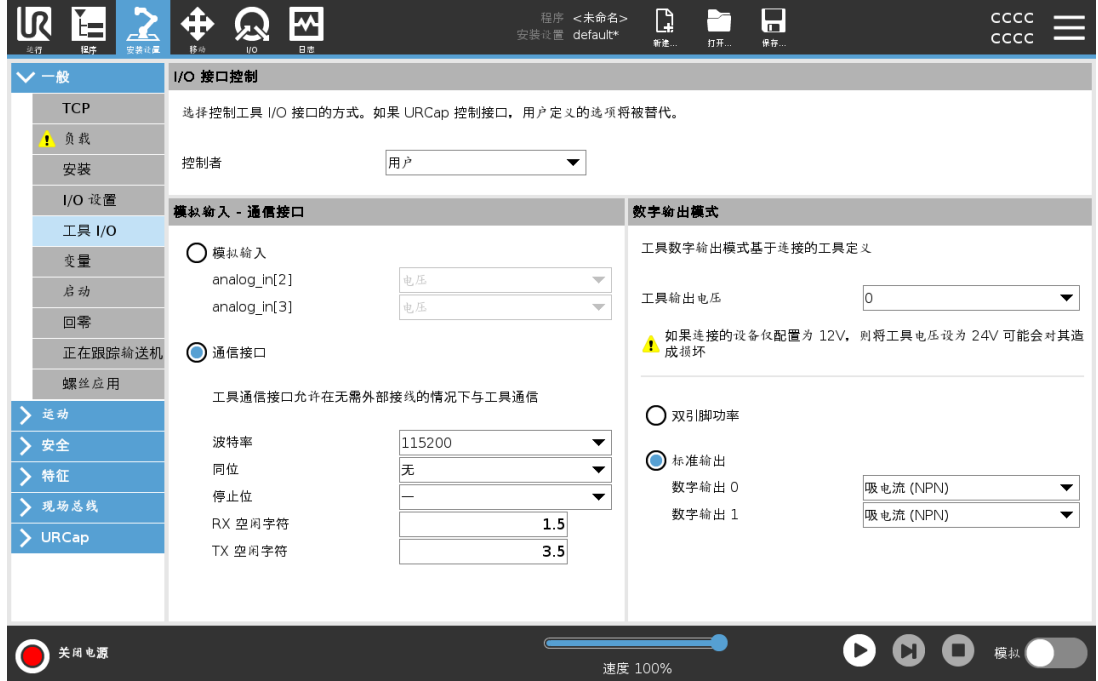 运行
程序
安装设置
移动
I/O
日志
程序 <未命名>
安装设置 default*
新建...
打开...
保存...
CCCC
CCCC
一般
TCP
负载
安装
I/O 设置
工具 I/O
变量
启动
回零
正在跟踪输送机
螺丝应用
运动
安全
特征
现场总线
URCap
I/O 接口控制
选择控制工具 I/O 接口的方式。如果 URCap 控制接口，用户定义的选项将被替代。
控制者 用户
模拟输入 - 通信接口
模拟输入
analog_in[2] 电压
analog_in[3] 电压
通信接口
工具通信接口允许在无需外部接线的情况下与工具通信
波特率 115200
同位 无
停止位 一
RX 空闲字符 1.5
TX 空闲字符 3.5
数字输出模式
工具数字输出模式基于连接的工具定义
工具输出电压 0
如果连接的设备仅配置为 12V，则将工具电压设为 24V 可能会对其造
成损坏
双引脚功率
标准输出
数字输出 0 吸电流 (NPN)
数字输出 1 吸电流 (NPN)
关闭电源
速度 100%
模拟